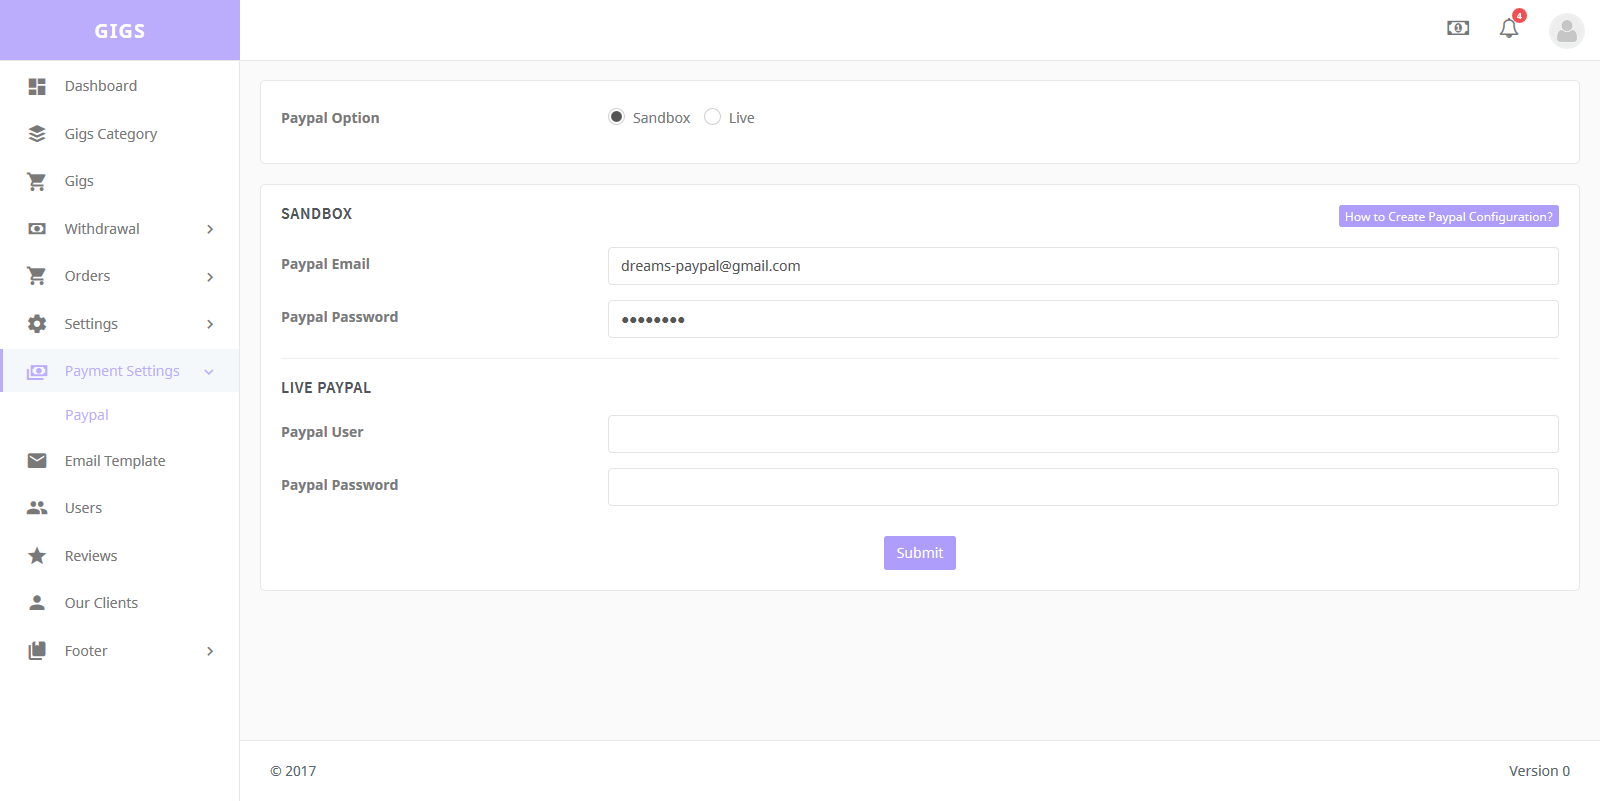 GIGS
4
Dashboard
Gigs Category
Gigs
Withdrawal
Orders
Settings
Payment Settings
Paypal
Email Template
Users
Reviews
Our Clients
Footer
Paypal Option Sandbox Live
SANDBOX How to Create Paypal Configuration?
Paypal Email dreams-paypal@gmail.com
Paypal Password ●●●●●●●●
LIVE PAYPAL
Paypal User
Paypal Password
Submit
© 2017 Version 0